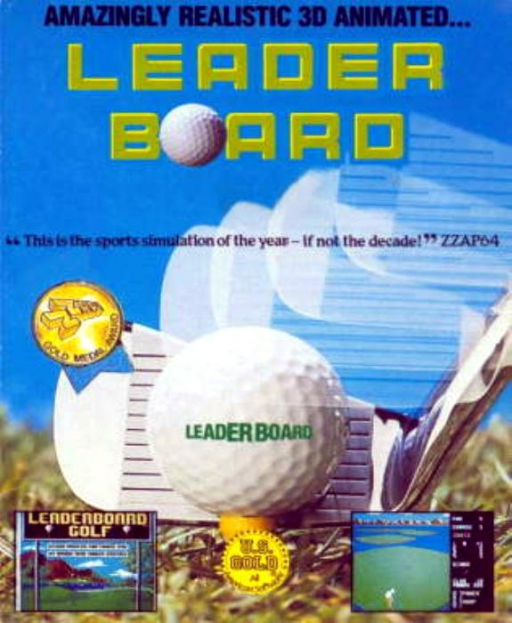 AMAZINGLY REALISTIC 3D ANIMATED...
LEADER
BOARD
“This is the sports simulation of the year – if not the decade!” ZZAP64
GOLD MEDAL AWARD
LEADER BOARD
LEADERBOARD
GOLF
U.S.
GOLD